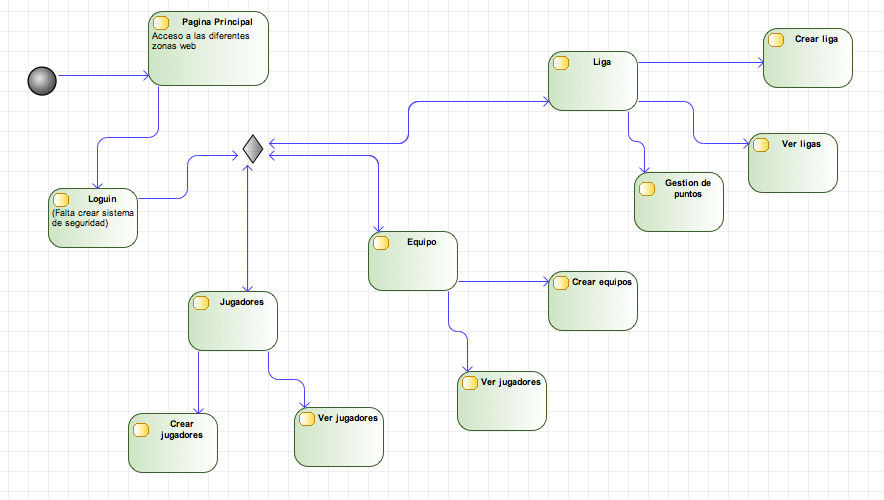 Pagina Principal
Acceso a las diferentes
zonas web
Liga
Crear liga
Ver ligas
Gestion de
puntos
Loguin
(Falta crear sistema
de seguridad)
Equipo
Crear equipos
Jugadores
Ver jugadores
Crear
jugadores
Ver jugadores